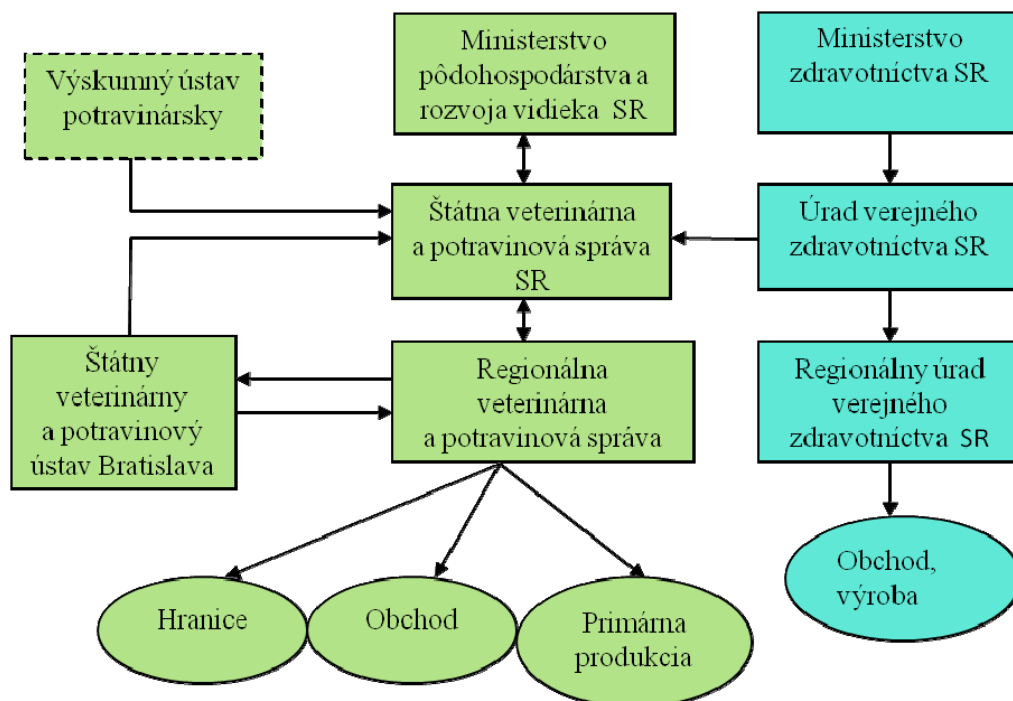 Výskumný ústav
potravinársky
Ministerstvo
pôdohospodárstva a
rozvoja vidieka SR
Ministerstvo
zdravotníctva SR
Štátna veterinárna
a potravinová správa
SR
Úrad verejného
zdravotníctva SR
Štátny
veterinárny
a potravinový
ústav Bratislava
Regionálna
veterinárna
a potravinová správa
Regionálny úrad
verejného
zdravotníctva SR
Hranice
Obchod
Primárna
produkcia
Obchod,
výroba